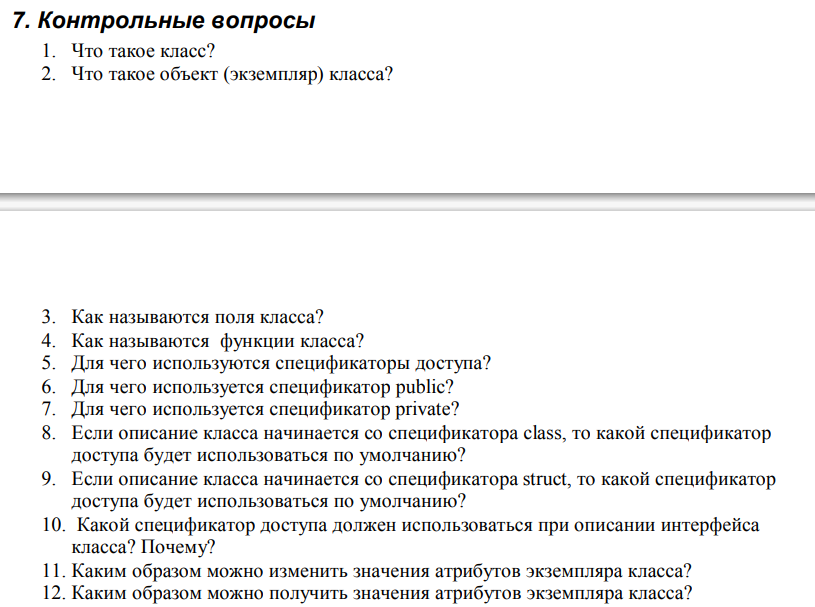 7. Контрольные вопросы
1. Что такое класс?
2. Что такое объект (экземпляр) класса?
3. Как называются поля класса?
4. Как называются функции класса?
5. Для чего используются спецификаторы доступа?
6. Для чего используется спецификатор public?
7. Для чего используется спецификатор private?
8. Если описание класса начинается со спецификатора class, то какой спецификатор
доступа будет использоваться по умолчанию?
9. Если описание класса начинается со спецификатора struct, то какой спецификатор
доступа будет использоваться по умолчанию?
10. Какой спецификатор доступа должен использоваться при описании интерфейса
класса? Почему?
11. Каким образом можно изменить значения атрибутов экземпляра класса?
12. Каким образом можно получить значения атрибутов экземпляра класса?